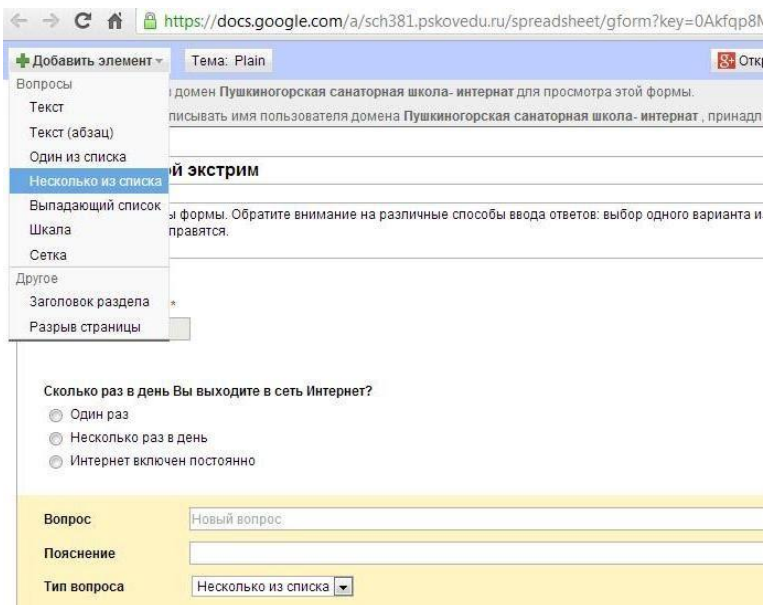 https://docs.google.com/a/sch381.pskovedu.ru/spreadsheet/gform?key=0Akfqp8
Добавить элемент
Тема: Plain
Вопросы
домен Пушкиногорская санаторная школа- интернат для просмотра этой формы.
Текст
писывать имя пользователя домена Пушкиногорская санаторная школа- интернат , принадл
Текст (абзац)
Один из списка
й экстрим
Несколько из списка
Выпадающий список
ы формы. Обратите внимание на различные способы ввода ответов: выбор одного варианта и
Шкала
правятся.
Сетка
Другое
Заголовок раздела *
Разрыв страницы
Сколько раз в день Вы выходите в сеть Интернет?
Один раз
Несколько раз в день
Интернет включен постоянно
Вопрос Новый вопрос
Пояснение
Тип вопроса Несколько из списка